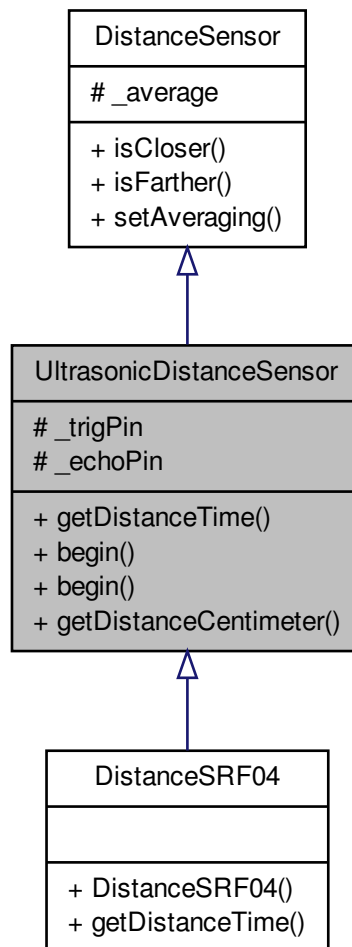 DistanceSensor
# _average
+ isCloser()
+ isFarther()
+ setAveraging()
UltrasonicDistanceSensor
# _trigPin
# _echoPin
+ getDistanceTime()
+ begin()
+ begin()
+ getDistanceCentimeter()
DistanceSRF04
+ DistanceSRF04()
+ getDistanceTime()